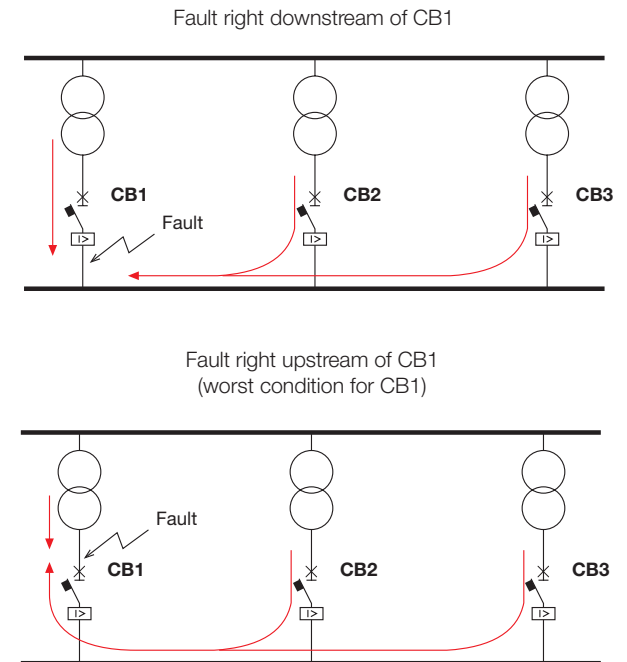 Fault right downstream of CB1
CB1
CB2
CB3
Fault
I>
I>
I>
Fault right upstream of CB1
(worst condition for CB1)
Fault
CB1
CB2
CB3
I>
I>
I>